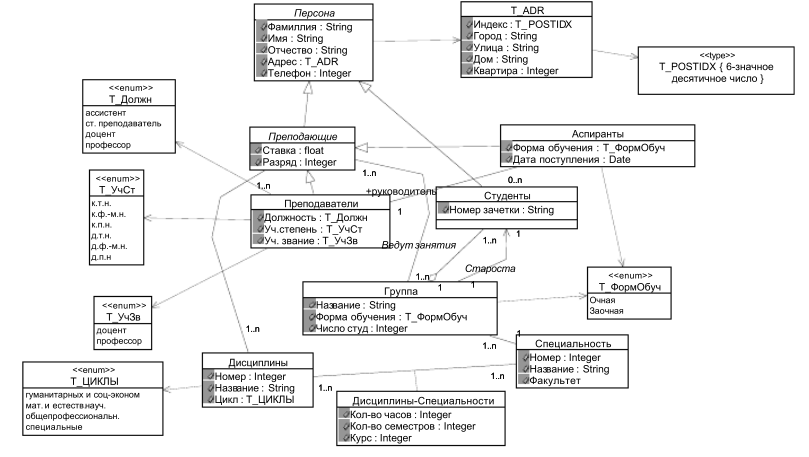 Персона
Фамиллия : String
Имя : String
Отчество : String
Адрес : T_ADR
Телефон : Integer
T_ADR
Индекс : T_POSTIDX
Город : String
Улица : String
Дом : String
Квартира : Integer
<<type>>
T_POSTIDX { 6-значное
десятичное число }
<<enum>>
Т_Должн
ассистент
ст. преподаватель
доцент
профессор
Преподающие
Ставка : float
Разряд : Integer
Аспиранты
Форма обучения : Т_ФормОбуч
Дата поступления : Date
<<enum>>
Т_УчСт
к.т.н.
к.ф.-м.н.
к.п.н.
д.т.н.
д.ф.-м.н.
д.п.н
1..n
1..n
+руководитель
0..n
1
Преподаватели
Должность : Т_Должн
Уч.степень : Т_УчСт
Уч. звание : Т_УчЗв
Студенты
Номер зачетки : String
Ведут занятия
1..n
1
Староста
1..n
1
1
<<enum>>
Т_ФормОбуч
Очная
Заочная
Группа
Название : String
Форма обучения : Т_ФормОбуч
Число студ : Integer
<<enum>>
Т_УчЗв
доцент
профессор
1..n
1..n
1
Специальность
Номер : Integer
Название : String
Факультет
<<enum>>
Т_ЦИКЛЫ
гуманитарных и соц-эконом
мат. и естеств.науч.
общепрофессиональн.
специальные
Дисциплины
Номер : Integer
Название : String
Цикл : Т_ЦИКЛЫ
1..n
1..n
Дисциплины-Специальности
Кол-во часов : Integer
Кол-во семестров : Integer
Курс : Integer